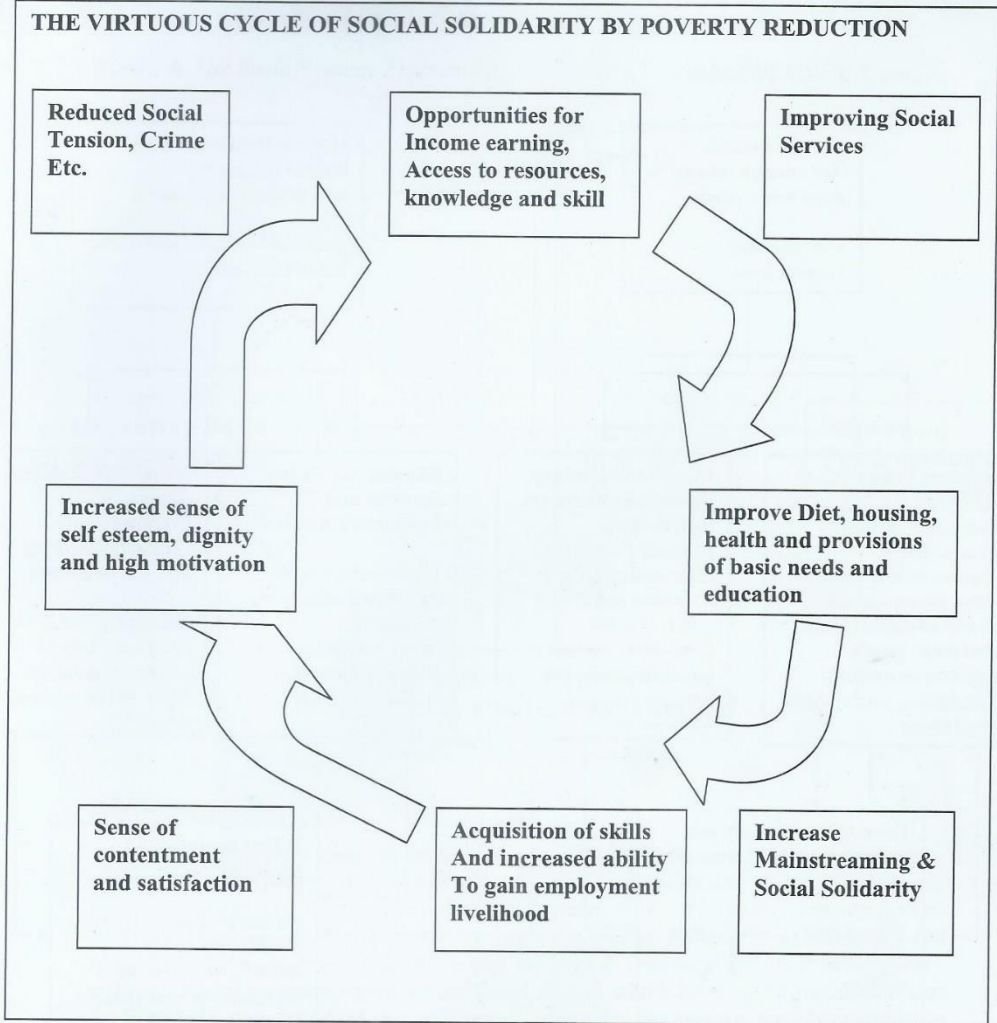 THE VIRTUOUS CYCLE OF SOCIAL SOLIDARITY BY POVERTY REDUCTION
Reduced Social
Tension, Crime
Etc.
Opportunities for
Income earning,
Access to resources,
knowledge and skill
Improving Social
Services
Increased sense of
self esteem, dignity
and high motivation
Improve Diet, housing,
health and provisions
of basic needs and
education
Sense of
contentment
and satisfaction
Acquisition of skills
And increased ability
To gain employment
livelihood
Increase
Mainstreaming &
Social Solidarity